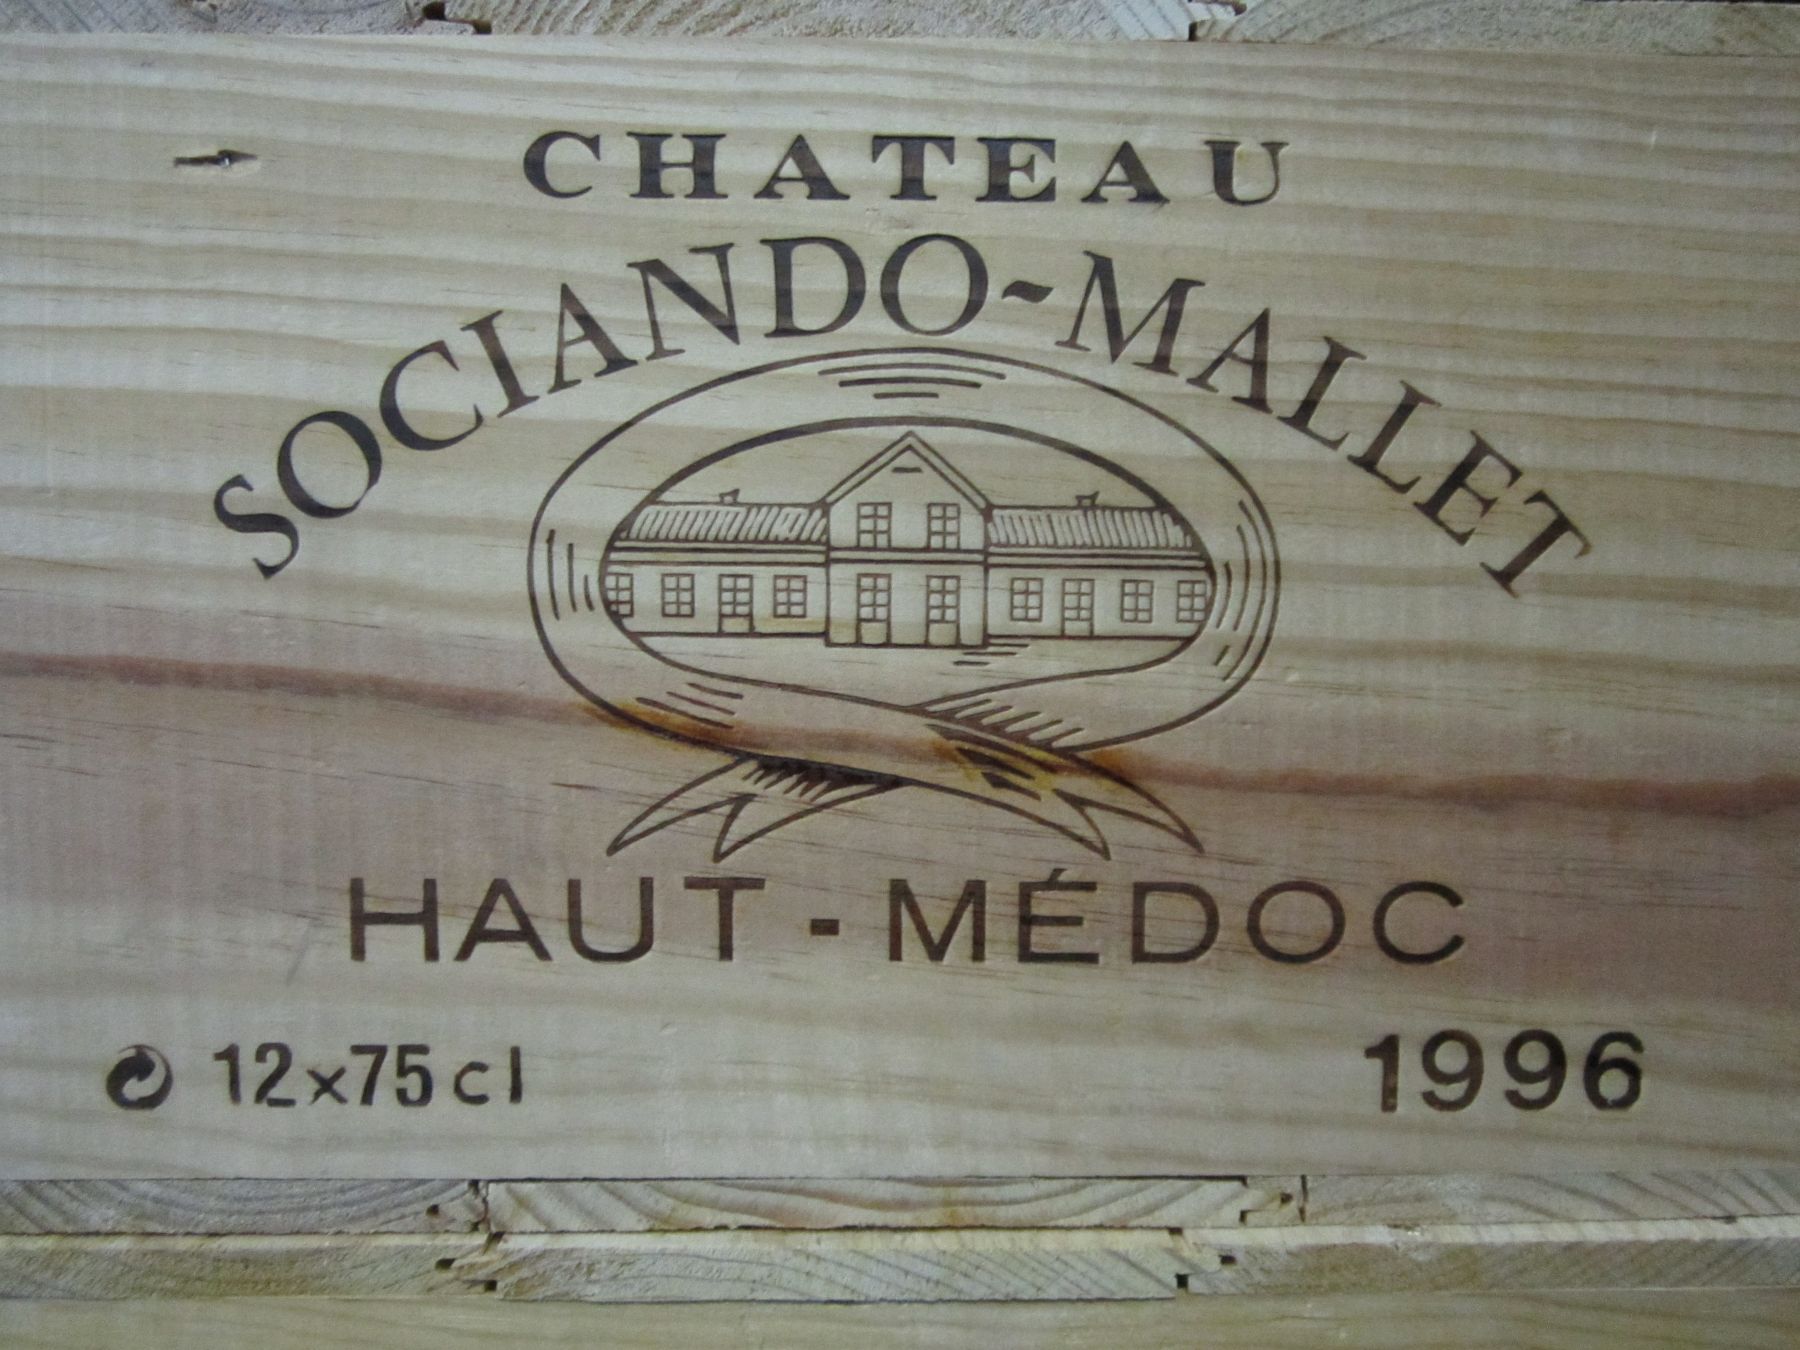 CHATEAU
SOCIANDO-MALLET
HAUT-MÉDOC
12x75cl
1996